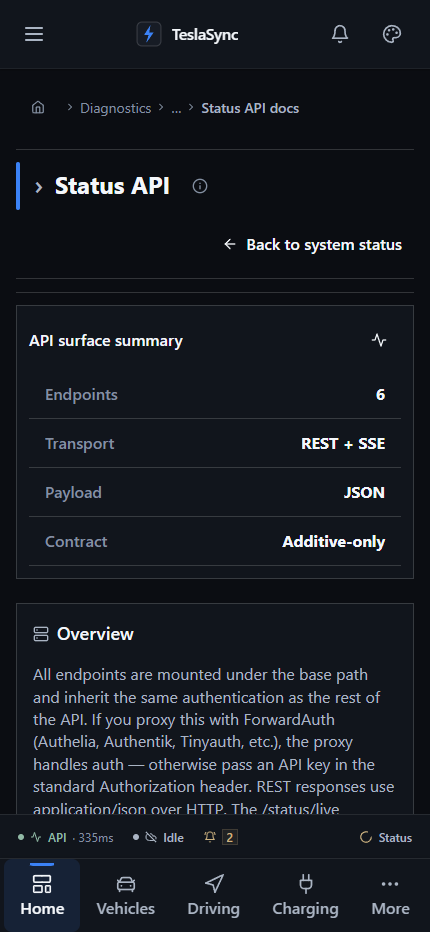 TeslaSync
Diagnostics > ... > Status API docs
› Status API
← Back to system status
API surface summary
Endpoints 6
Transport REST + SSE
Payload JSON
Contract Additive-only
Overview
All endpoints are mounted under the base path
and inherit the same authentication as the rest of
the API. If you proxy this with ForwardAuth
(Authelia, Authentik, Tinyauth, etc.), the proxy
handles auth — otherwise pass an API key in the
standard Authorization header. REST responses use
application/json over HTTP. The /status/live
API · 335ms Idle 2 Status
Home Vehicles Driving Charging More